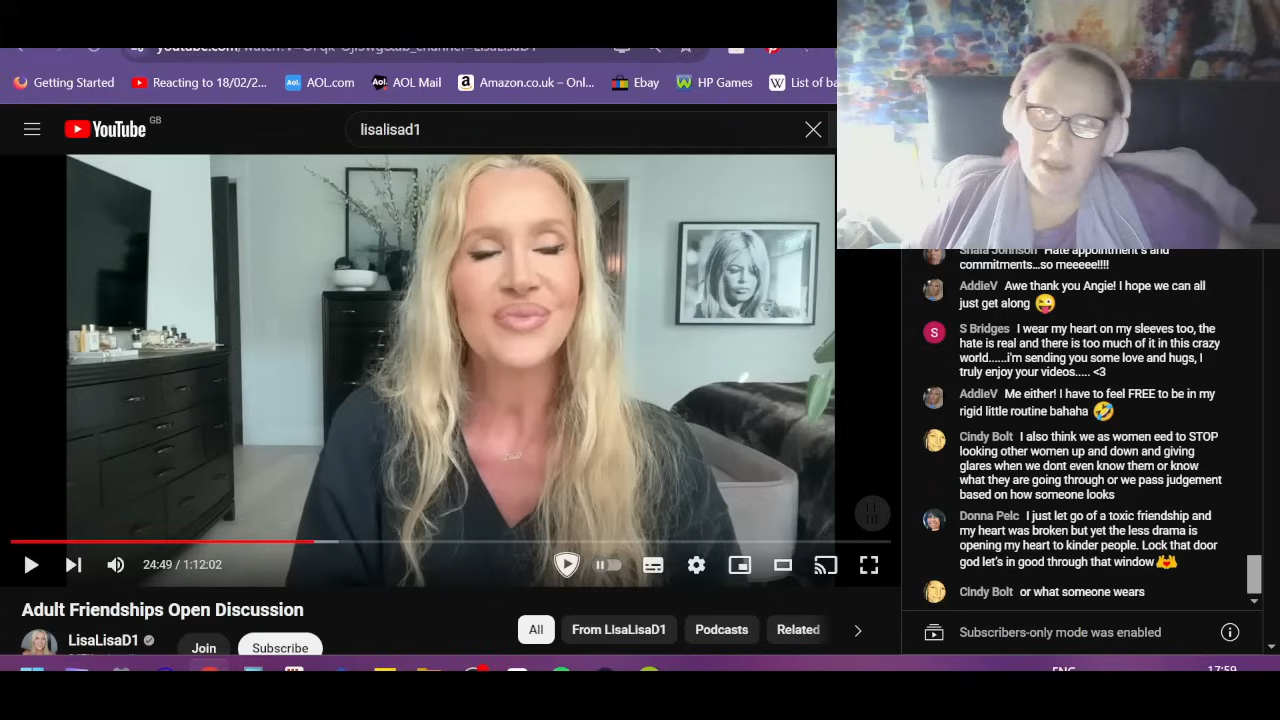 Getting Started
Reacting to 18/02/2...
Aol.
AOL.com
Aol.
AOL Mail
Amazon.co.uk – Onl...
Ebay
HP Games
W
List of ba
YouTube GB
lisalisad1
Hate appointment's and
commitments...so meeeee!!!!
AddieV Awe thank you Angie! I hope we can all
just get along
S
S Bridges I wear my heart on my sleeves too, the
hate is real and there is too much of it in this crazy
world......i'm sending you some love and hugs, I
truly enjoy your videos..... <3
AddieV Me either! I have to feel FREE to be in my
rigid little routine bahaha
Cindy Bolt I also think we as women eed to STOP
looking other women up and down and giving
glares when we dont even know them or know
what they are going through or we pass judgement
based on how someone looks
Donna Pelc I just let go of a toxic friendship and
my heart was broken but yet the less drama is
opening my heart to kinder people. Lock that door
god let's in good through that window
Cindy Bolt or what someone wears
Subscribers-only mode was enabled
24:49 / 1:12:02
Adult Friendships Open Discussion
All
From LisaLisaD1
Podcasts
Related
LisaLisaD1
Join
Subscribe
ENG
17:59